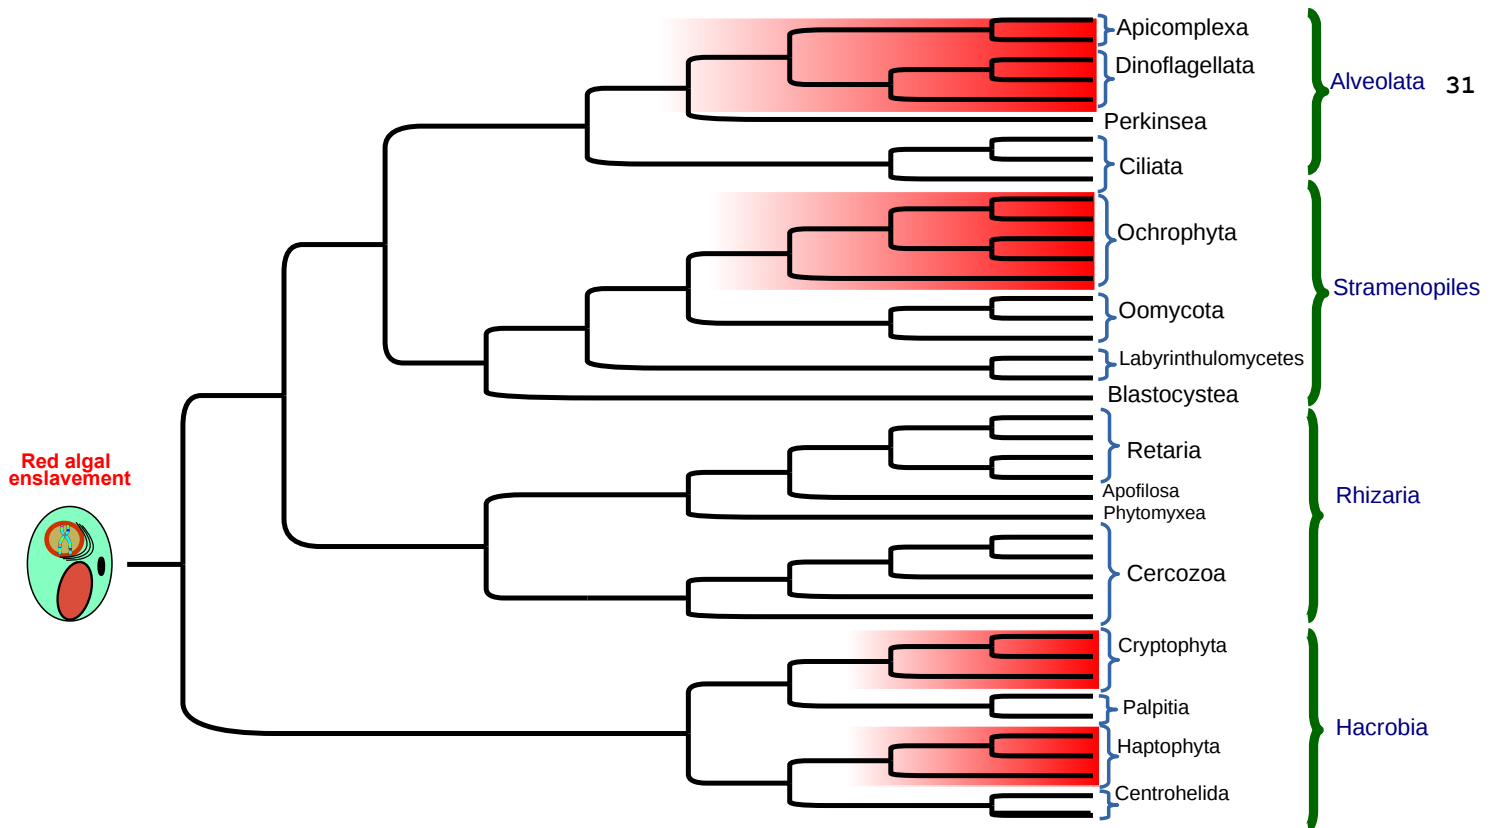 Apicomplexa
Dinoflagellata
Alveolata 31
Perkinsea
Ciliata
Ochrophyta
Stramenopiles
Oomycota
Labyrinthulomycetes
Blastocystea
Retaria
Red algal
enslavement
Apofilosa
Rhizaria
Phytomyxea
Cercozoa
Cryptophyta
Palpitia
Hacrobia
Haptophyta
Centrohelida